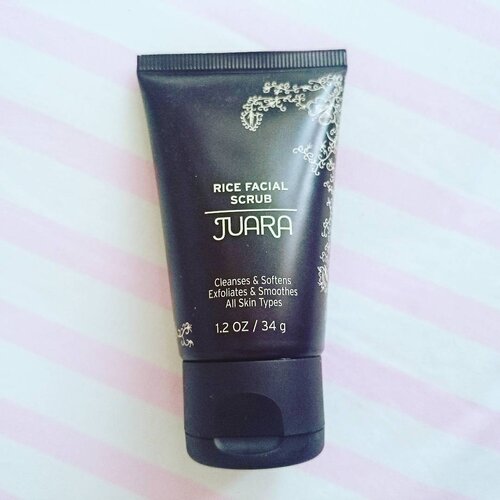 RICE FACIAL
SCRUB
JUARA
Cleanses & Softens
Exfoliates & Smoothes
All Skin Types
1.2 OZ / 34 g